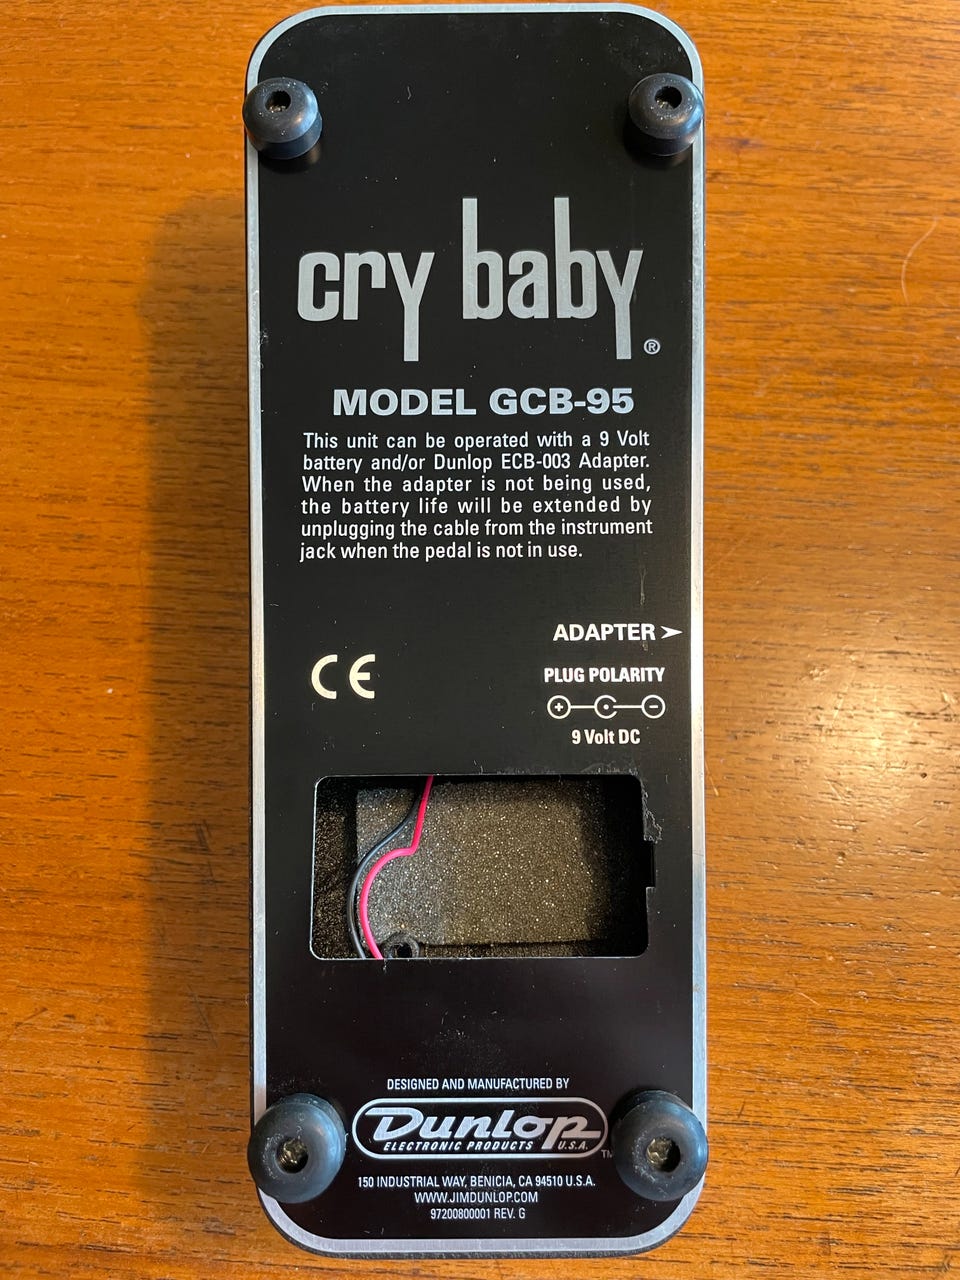 cry baby®
MODEL GCB-95
This unit can be operated with a 9 Volt
battery and/or Dunlop ECB-003 Adapter.
When the adapter is not being used,
the battery life will be extended by
unplugging the cable from the instrument
jack when the pedal is not in use.
ADAPTER
CE
PLUG POLARITY
+ -
9 Volt DC
DESIGNED AND MANUFACTURED BY
Dunlop
ELECTRONIC PRODUCTS U.S.A.
TM
150 INDUSTRIAL WAY, BENICIA, CA 94510 U.S.A.
WWW.JIMDUNLOP.COM
97200800001 REV. G